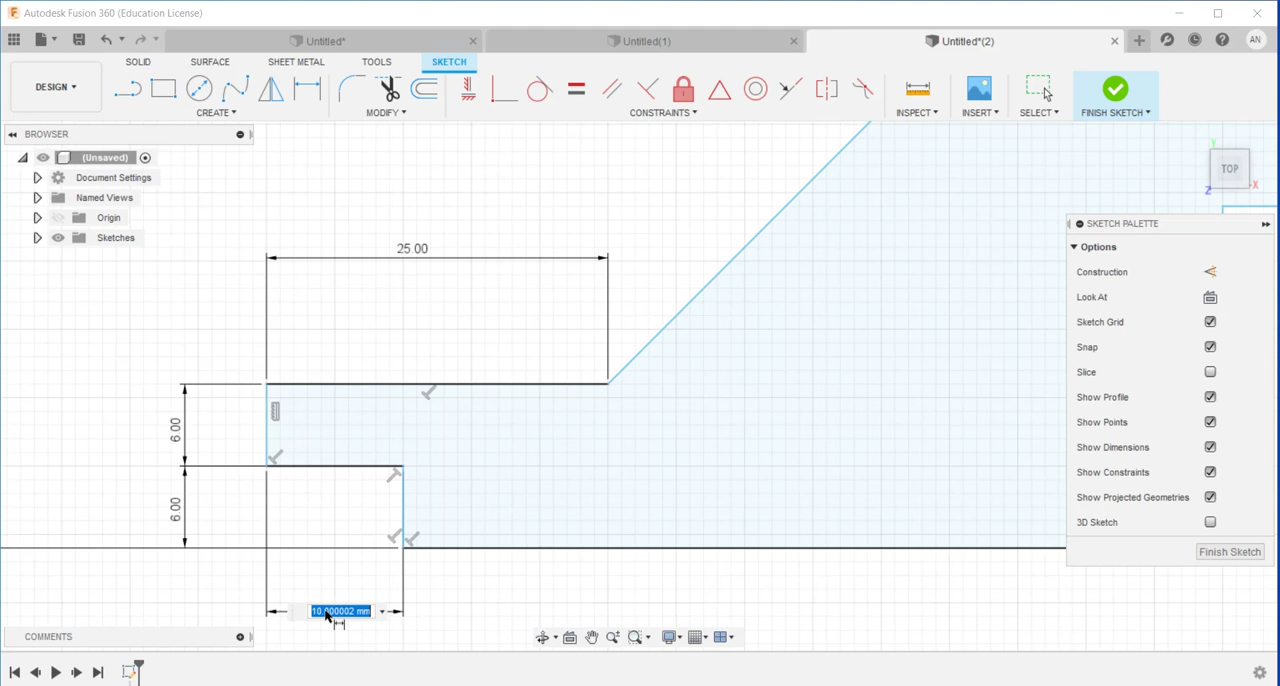 Autodesk Fusion 360 (Education License)
Untitled*
Untitled(1)
Untitled*(2)
AN
DESIGN
SOLID
SURFACE
SHEET METAL
TOOLS
SKETCH
CREATE
MODIFY
CONSTRAINTS
INSPECT
INSERT
SELECT
FINISH SKETCH
BROWSER
(Unsaved)
Document Settings
Named Views
Origin
Sketches
TOP
Y
X
Z
SKETCH PALETTE
Options
Construction
Look At
Sketch Grid
Snap
Slice
Show Profile
Show Points
Show Dimensions
Show Constraints
Show Projected Geometries
3D Sketch
Finish Sketch
25.00
6.00
6.00
10.000002 mm
COMMENTS